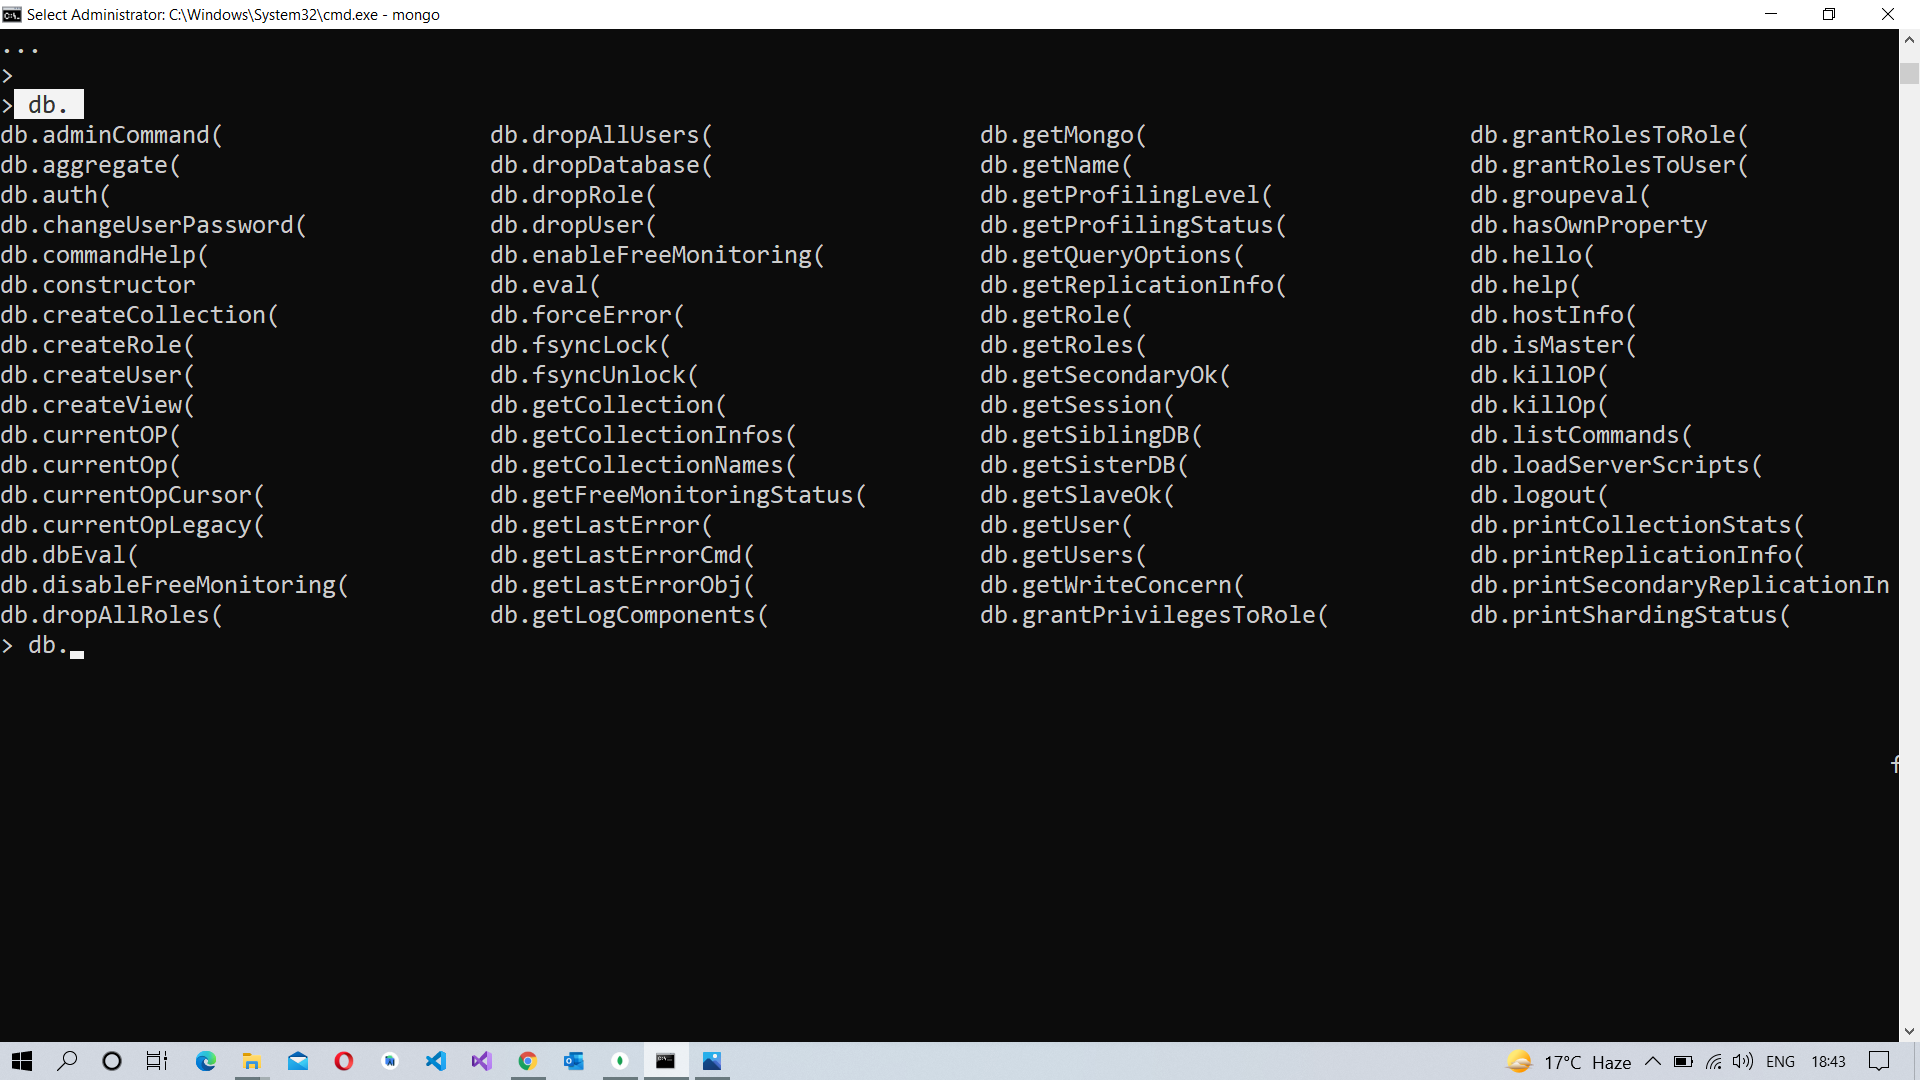 Select Administrator: C:\Windows\System32\cmd.exe - mongo
...
>
> db.
db.adminCommand( db.dropAllUsers( db.getMongo( db.grantRolesToRole(
db.aggregate( db.dropDatabase( db.getName( db.grantRolesToUser(
db.auth( db.dropRole( db.getProfilingLevel( db.groupeval(
db.changeUserPassword( db.dropUser( db.getProfilingStatus( db.hasOwnProperty
db.commandHelp( db.enableFreeMonitoring( db.getQueryOptions( db.hello(
db.constructor db.eval( db.getReplicationInfo( db.help(
db.createCollection( db.forceError( db.getRole( db.hostInfo(
db.createRole( db.fsyncLock( db.getRoles( db.isMaster(
db.createUser( db.fsyncUnlock( db.getSecondaryOk( db.killOP(
db.createView( db.getCollection( db.getSession( db.killOp(
db.currentOP( db.getCollectionInfos( db.getSiblingDB( db.listCommands(
db.currentOp( db.getCollectionNames( db.getSisterDB( db.loadServerScripts(
db.currentOpCursor( db.getFreeMonitoringStatus( db.getSlaveOk( db.logout(
db.currentOpLegacy( db.getLastError( db.getUser( db.printCollectionStats(
db.dbEval( db.getLastErrorCmd( db.getUsers( db.printReplicationInfo(
db.disableFreeMonitoring( db.getLastErrorObj( db.getWriteConcern( db.printSecondaryReplicationIn
db.dropAllRoles( db.getLogComponents( db.grantPrivilegesToRole( db.printShardingStatus(
> db.
f
17°C Haze ENG 18:43